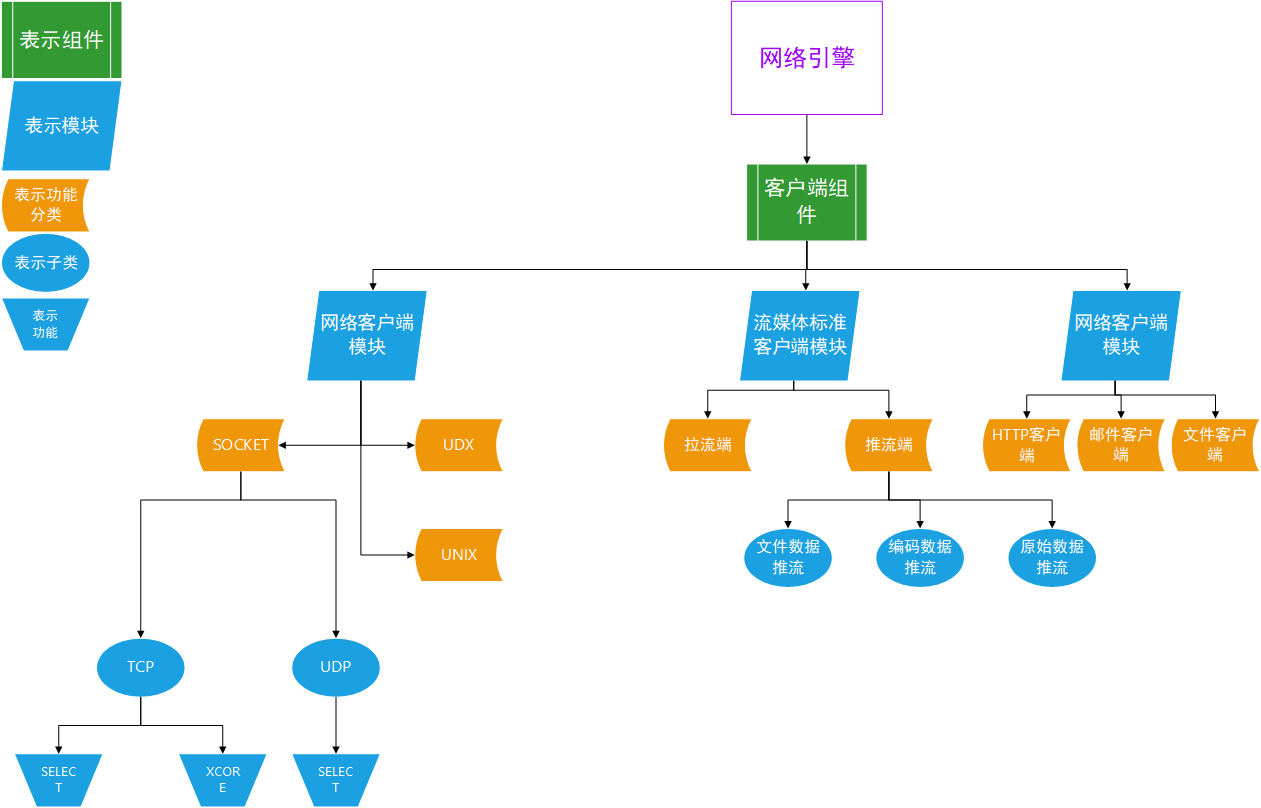 表示组件
表示模块
表示功能
分类
表示子类
表示
功能
网络引擎
客户端组
件
网络客户端
模块
流媒体标准
客户端模块
网络客户端
模块
SOCKET
UDX
UNIX
拉流端
推流端
HTTP客户
端
邮件客户
端
文件客户
端
文件数据
推流
编码数据
推流
原始数据
推流
TCP
UDP
SELEC
T
XCOR
E
SELEC
T